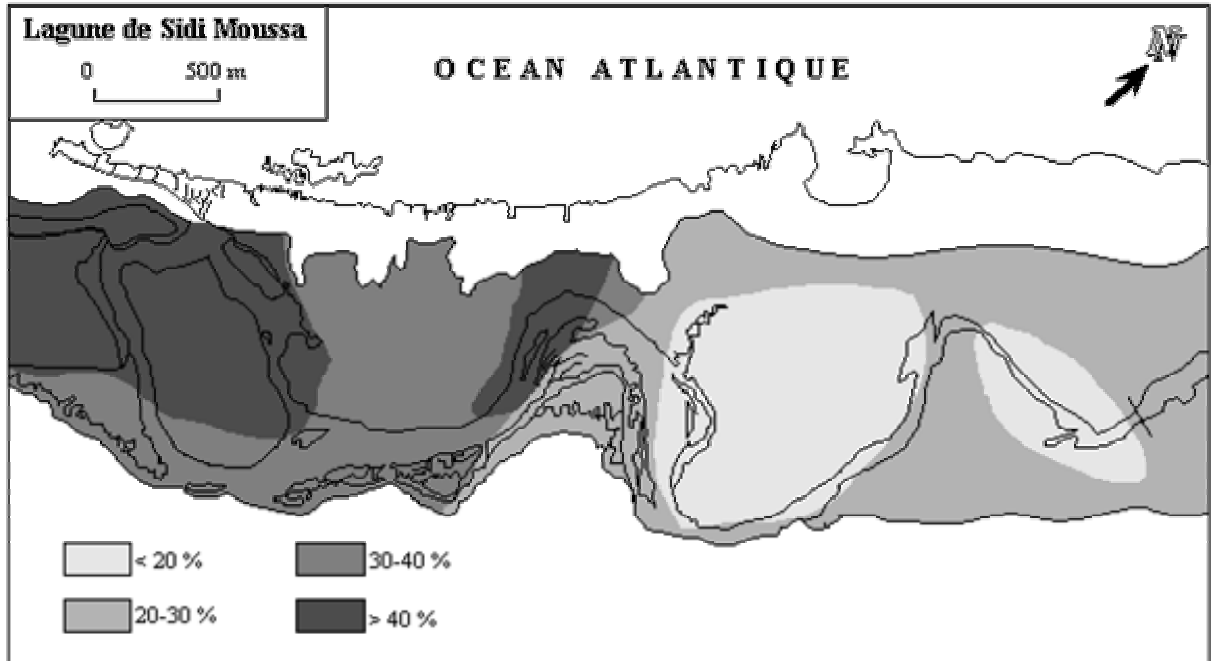 Lagune de Sidi Moussa
0 500 m
OCEAN ATLANTIQUE
N
< 20 %
30-40 %
20-30 %
> 40 %